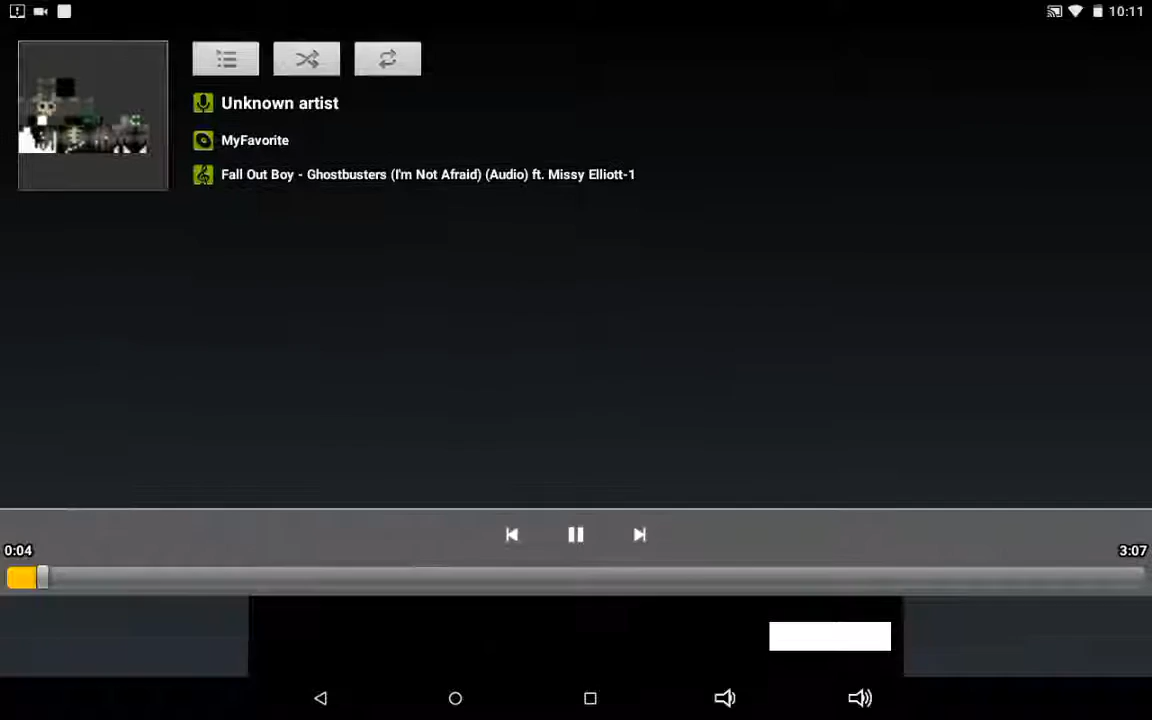 10:11
Unknown artist
MyFavorite
Fall Out Boy - Ghostbusters (I'm Not Afraid) (Audio) ft. Missy Elliott-1
0:04
3:07